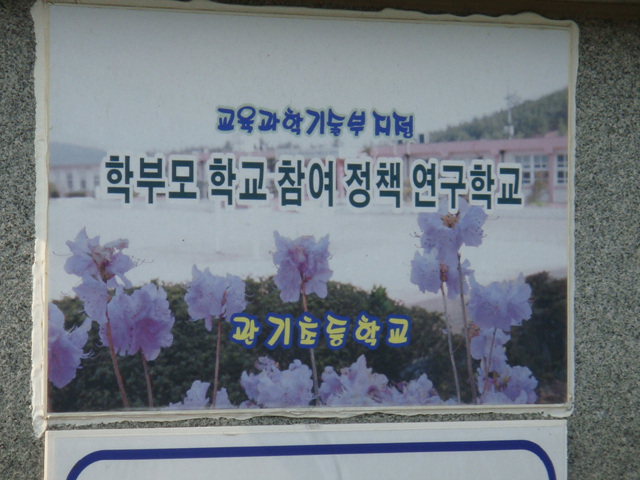 교육과학기술부 지정
학부모 학교 참여 정책 연구학교
관기초등학교